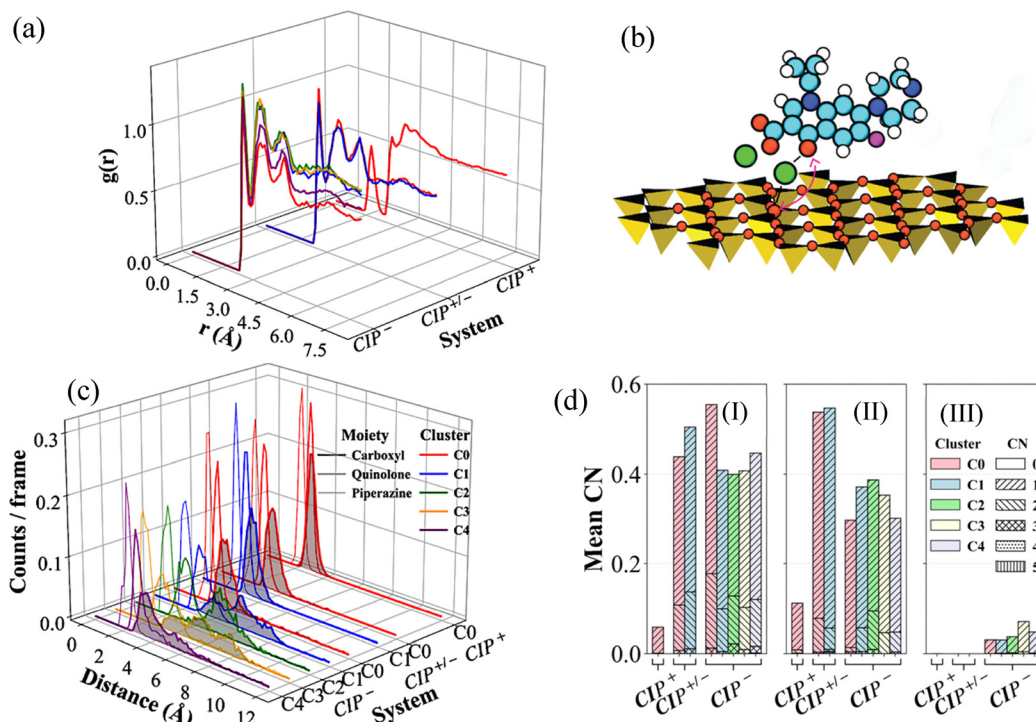 (a)
g(r)
1.0
0.5
0.0
0.0
1.5
3.0
4.5
6.0
7.5
r (Å)
CIP⁻
CIP⁺/⁻
CIP⁺
System
(b)
(c)
Counts / frame
0.3
0.2
0.1
0.0
Moiety
Carboxyl
Quinolone
Piperazine
Cluster
C0
C1
C2
C3
C4
0
2
4
6
8
10
12
Distance (Å)
C4 C3 C2 C1 C0 C1 C0 C0
CIP⁻ CIP⁺/⁻ CIP⁺
System
(d)
Mean CN
0.6
0.4
0.2
0.0
(I)
(II)
(III)
Cluster
C0
C1
C2
C3
C4
CN
1
4
CIP⁺
CIP⁺/⁻
CIP⁻
CIP⁺
CIP⁺/⁻
CIP⁻
CIP⁺
CIP⁺/⁻
CIP⁻